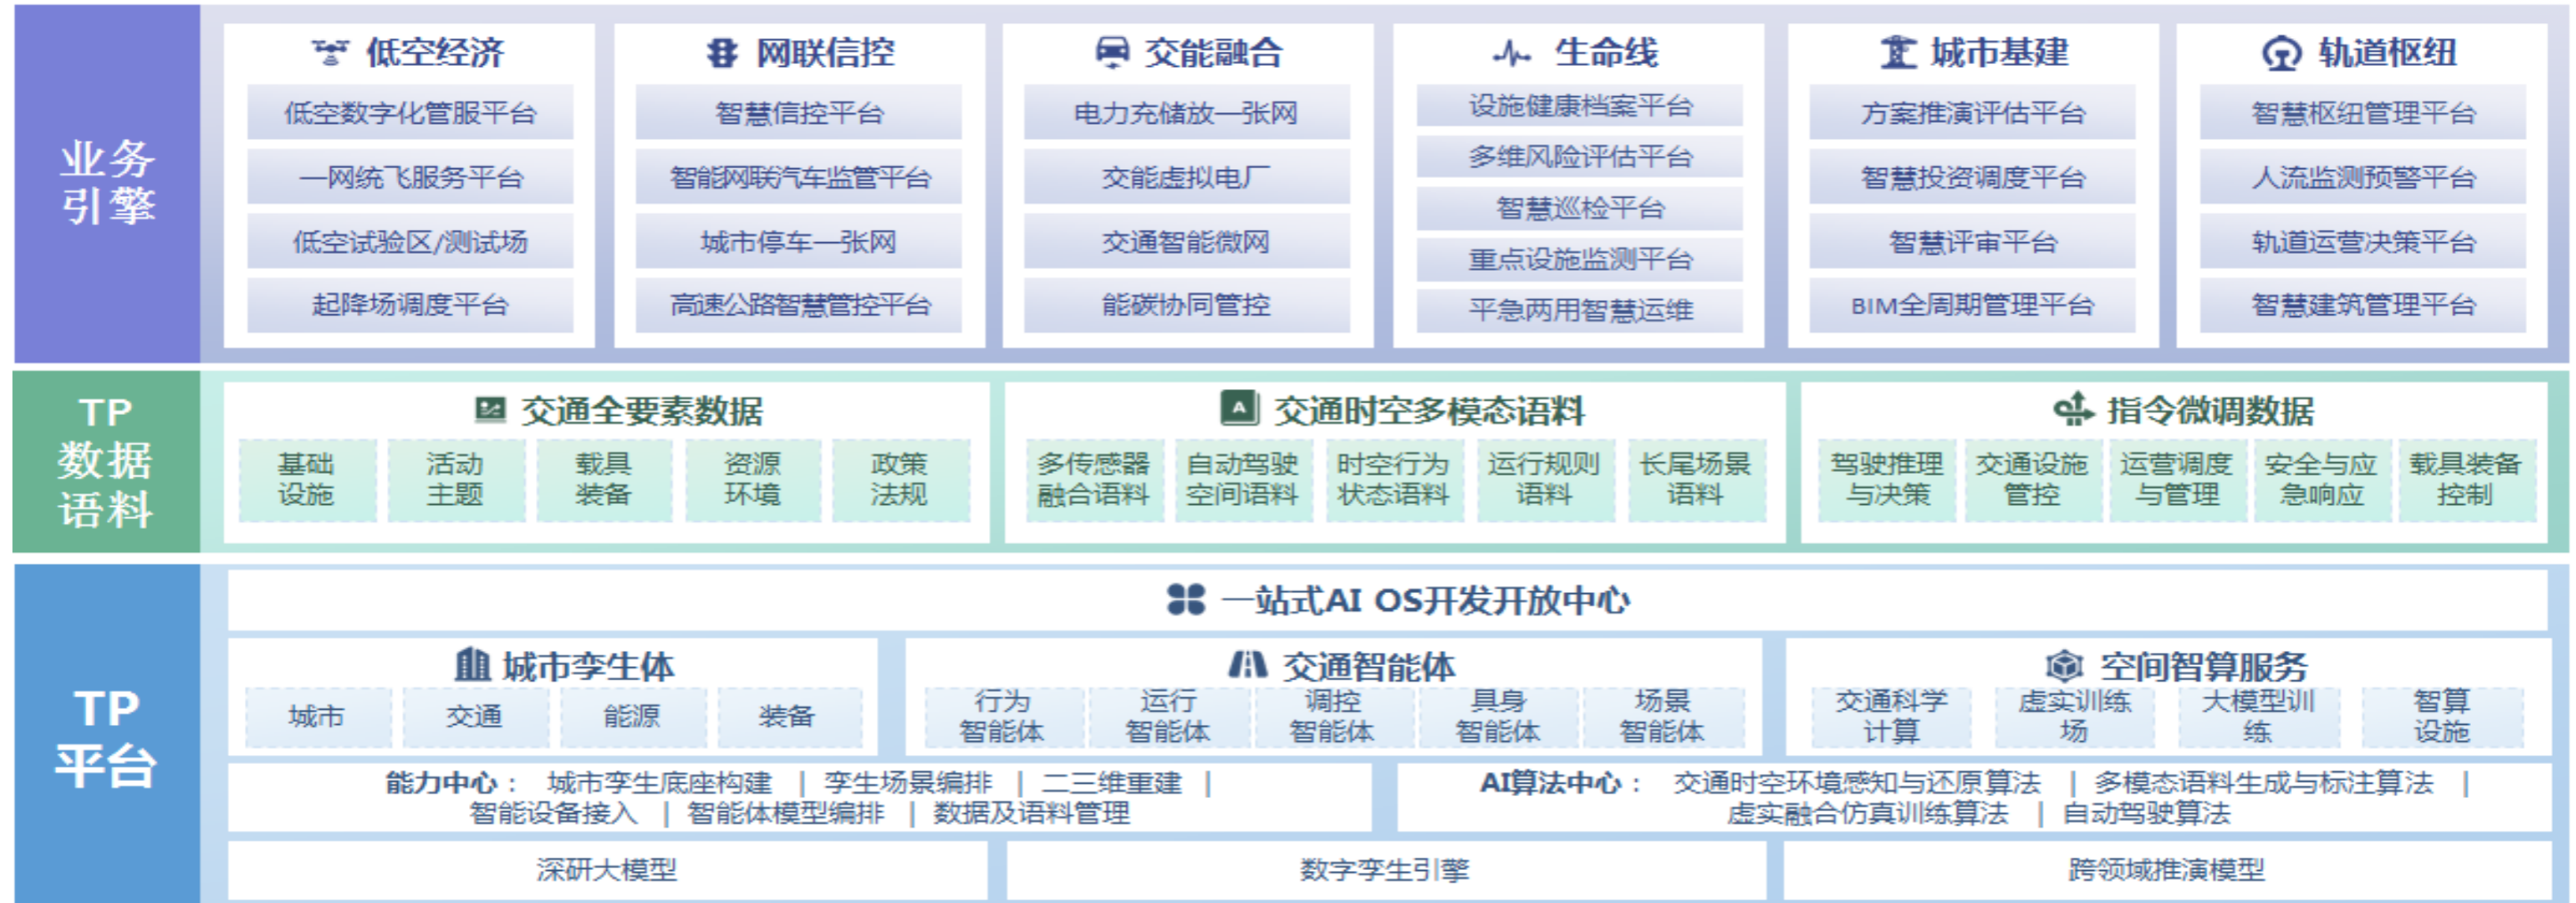 业务
引擎
低空经济
低空数字化管服平台
一网统飞服务平台
低空试验区/测试场
起降场调度平台
网联信控
智慧信控平台
智能网联汽车监管平台
城市停车一张网
高速公路智慧管控平台
交能融合
电力充储放一张网
交能虚拟电厂
交通智能微网
能碳协同管控
生命线
设施健康档案平台
多维风险评估平台
智慧巡检平台
重点设施监测平台
平急两用智慧运维
城市基建
方案推演评估平台
智慧投资调度平台
智慧评审平台
BIM全周期管理平台
轨道枢纽
智慧枢纽管理平台
人流监测预警平台
轨道运营决策平台
智慧建筑管理平台
TP
数据
语料
交通全要素数据
基础
设施
活动
主题
载具
装备
资源
环境
政策
法规
交通时空多模态语料
多传感器
融合语料
自动驾驶
空间语料
时空行为
状态语料
运行规则
语料
长尾场景
语料
指令微调数据
驾驶推理
与决策
交通设施
管控
运营调度
与管理
安全与应
急响应
载具装备
控制
TP
平台
一站式AI OS开发开放中心
城市孪生体
城市
交通
能源
装备
交通智能体
行为
智能体
运行
智能体
调控
智能体
具身
智能体
场景
智能体
空间智算服务
交通科学
计算
虚实训练
场
大模型训
练
智算
设施
能力中心： 城市孪生底座构建 | 孪生场景编排 | 二三维重建 |
智能设备接入 | 智能体模型编排 | 数据及语料管理
AI算法中心： 交通时空环境感知与还原算法 | 多模态语料生成与标注算法 |
虚实融合仿真训练算法 | 自动驾驶算法
深研大模型
数字孪生引擎
跨领域推演模型